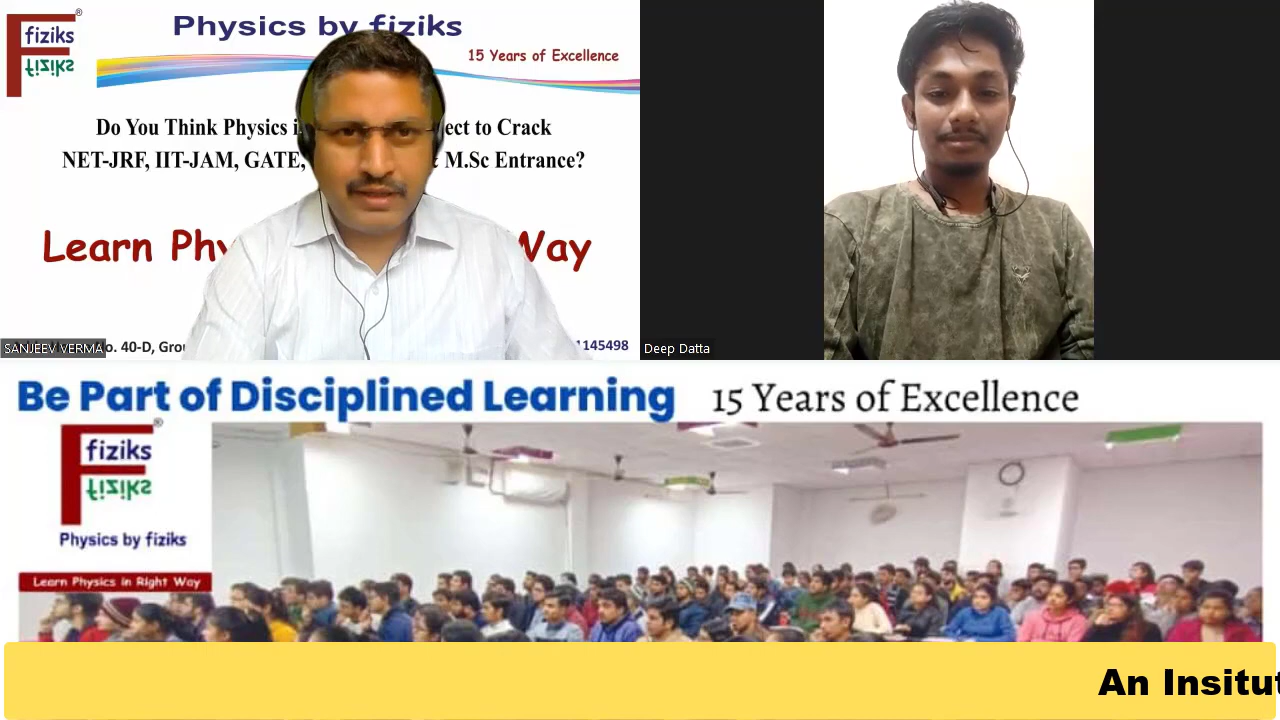 fiziks
fiziks
Physics by fiziks
15 Years of Excellence
Do You Think Physics i ect to Crack
NET-JRF, IIT-JAM, GATE, M.Sc Entrance?
Learn Phy Way
SANJEEV VERMA
o. 40-D, Grou 1145498
Deep Datta
Be Part of Disciplined Learning
15 Years of Excellence
fiziks
fiziks
Physics by fiziks
Learn Physics in Right Way
An Insitut